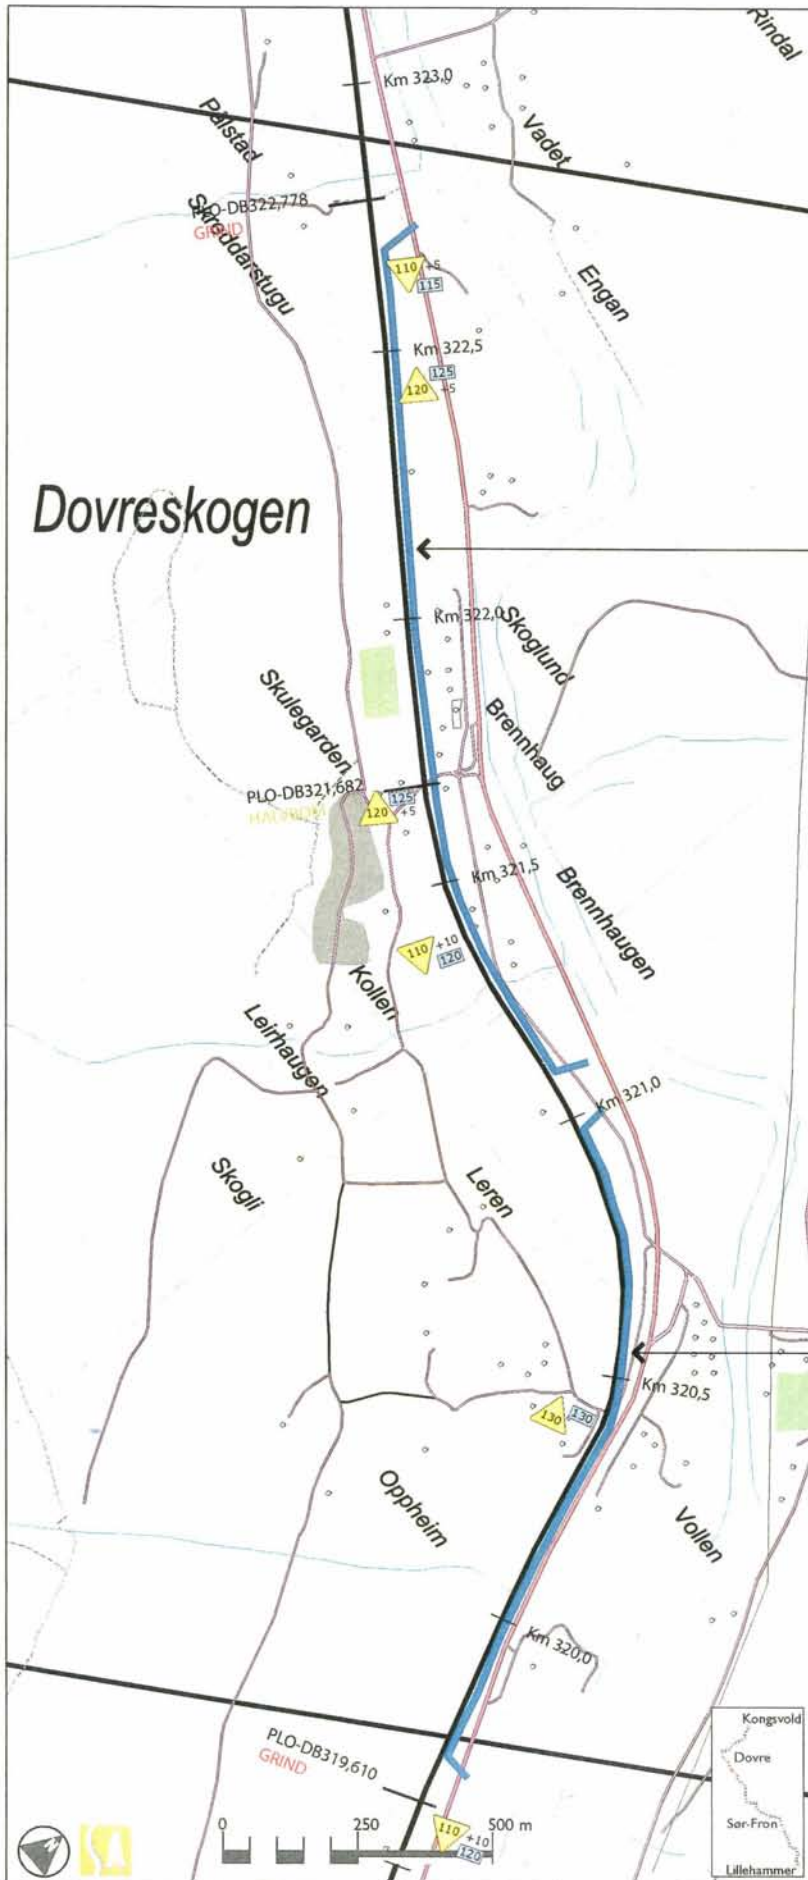 Rindal
Km 323,0
Pålstad
Vadet
PLO-DB322,778
GRIND
Skreddarstugu
110 +5
115
Engan
Km 322,5
125
120 +5
Dovreskogen
Km 322,0
Skoglund
Skulegarden
Brennhaug
PLO-DB321,682
125
120 +5
Km 321,5
Brennhaugen
110 +10
120
Kollen
Leirhaugen
Km 321,0
Skogli
Leren
Km 320,5
130 130
Oppheim
Vollen
Km 320,0
PLO-DB319,610
GRIND
Kongsvold
Dovre
Sør-Fron
Lillehammer
N
0 250 500 m
110 +10
120